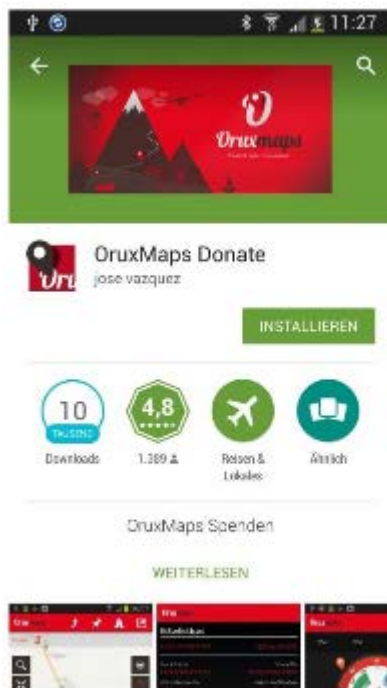 11:27
Oruxmaps
OruxMaps Donate
jose vazquez
INSTALLIEREN
10
TAUSEND
4,8
Downloads
1.389
Reisen &
Lokales
Ähnlich
OruxMaps Spenden
WEITERLESEN